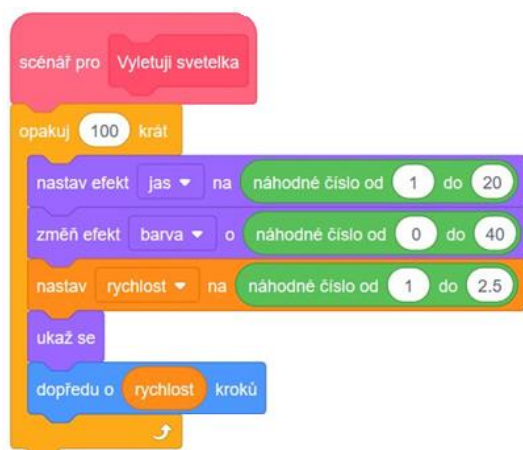 scénář pro Vyletuji svetelka
opakuj 100 krát
nastav efekt jas na náhodné číslo od 1 do 20
změň efekt barva o náhodné číslo od 0 do 40
nastav rychlost na náhodné číslo od 1 do 2.5
ukaž se
dopředu o rychlost kroků